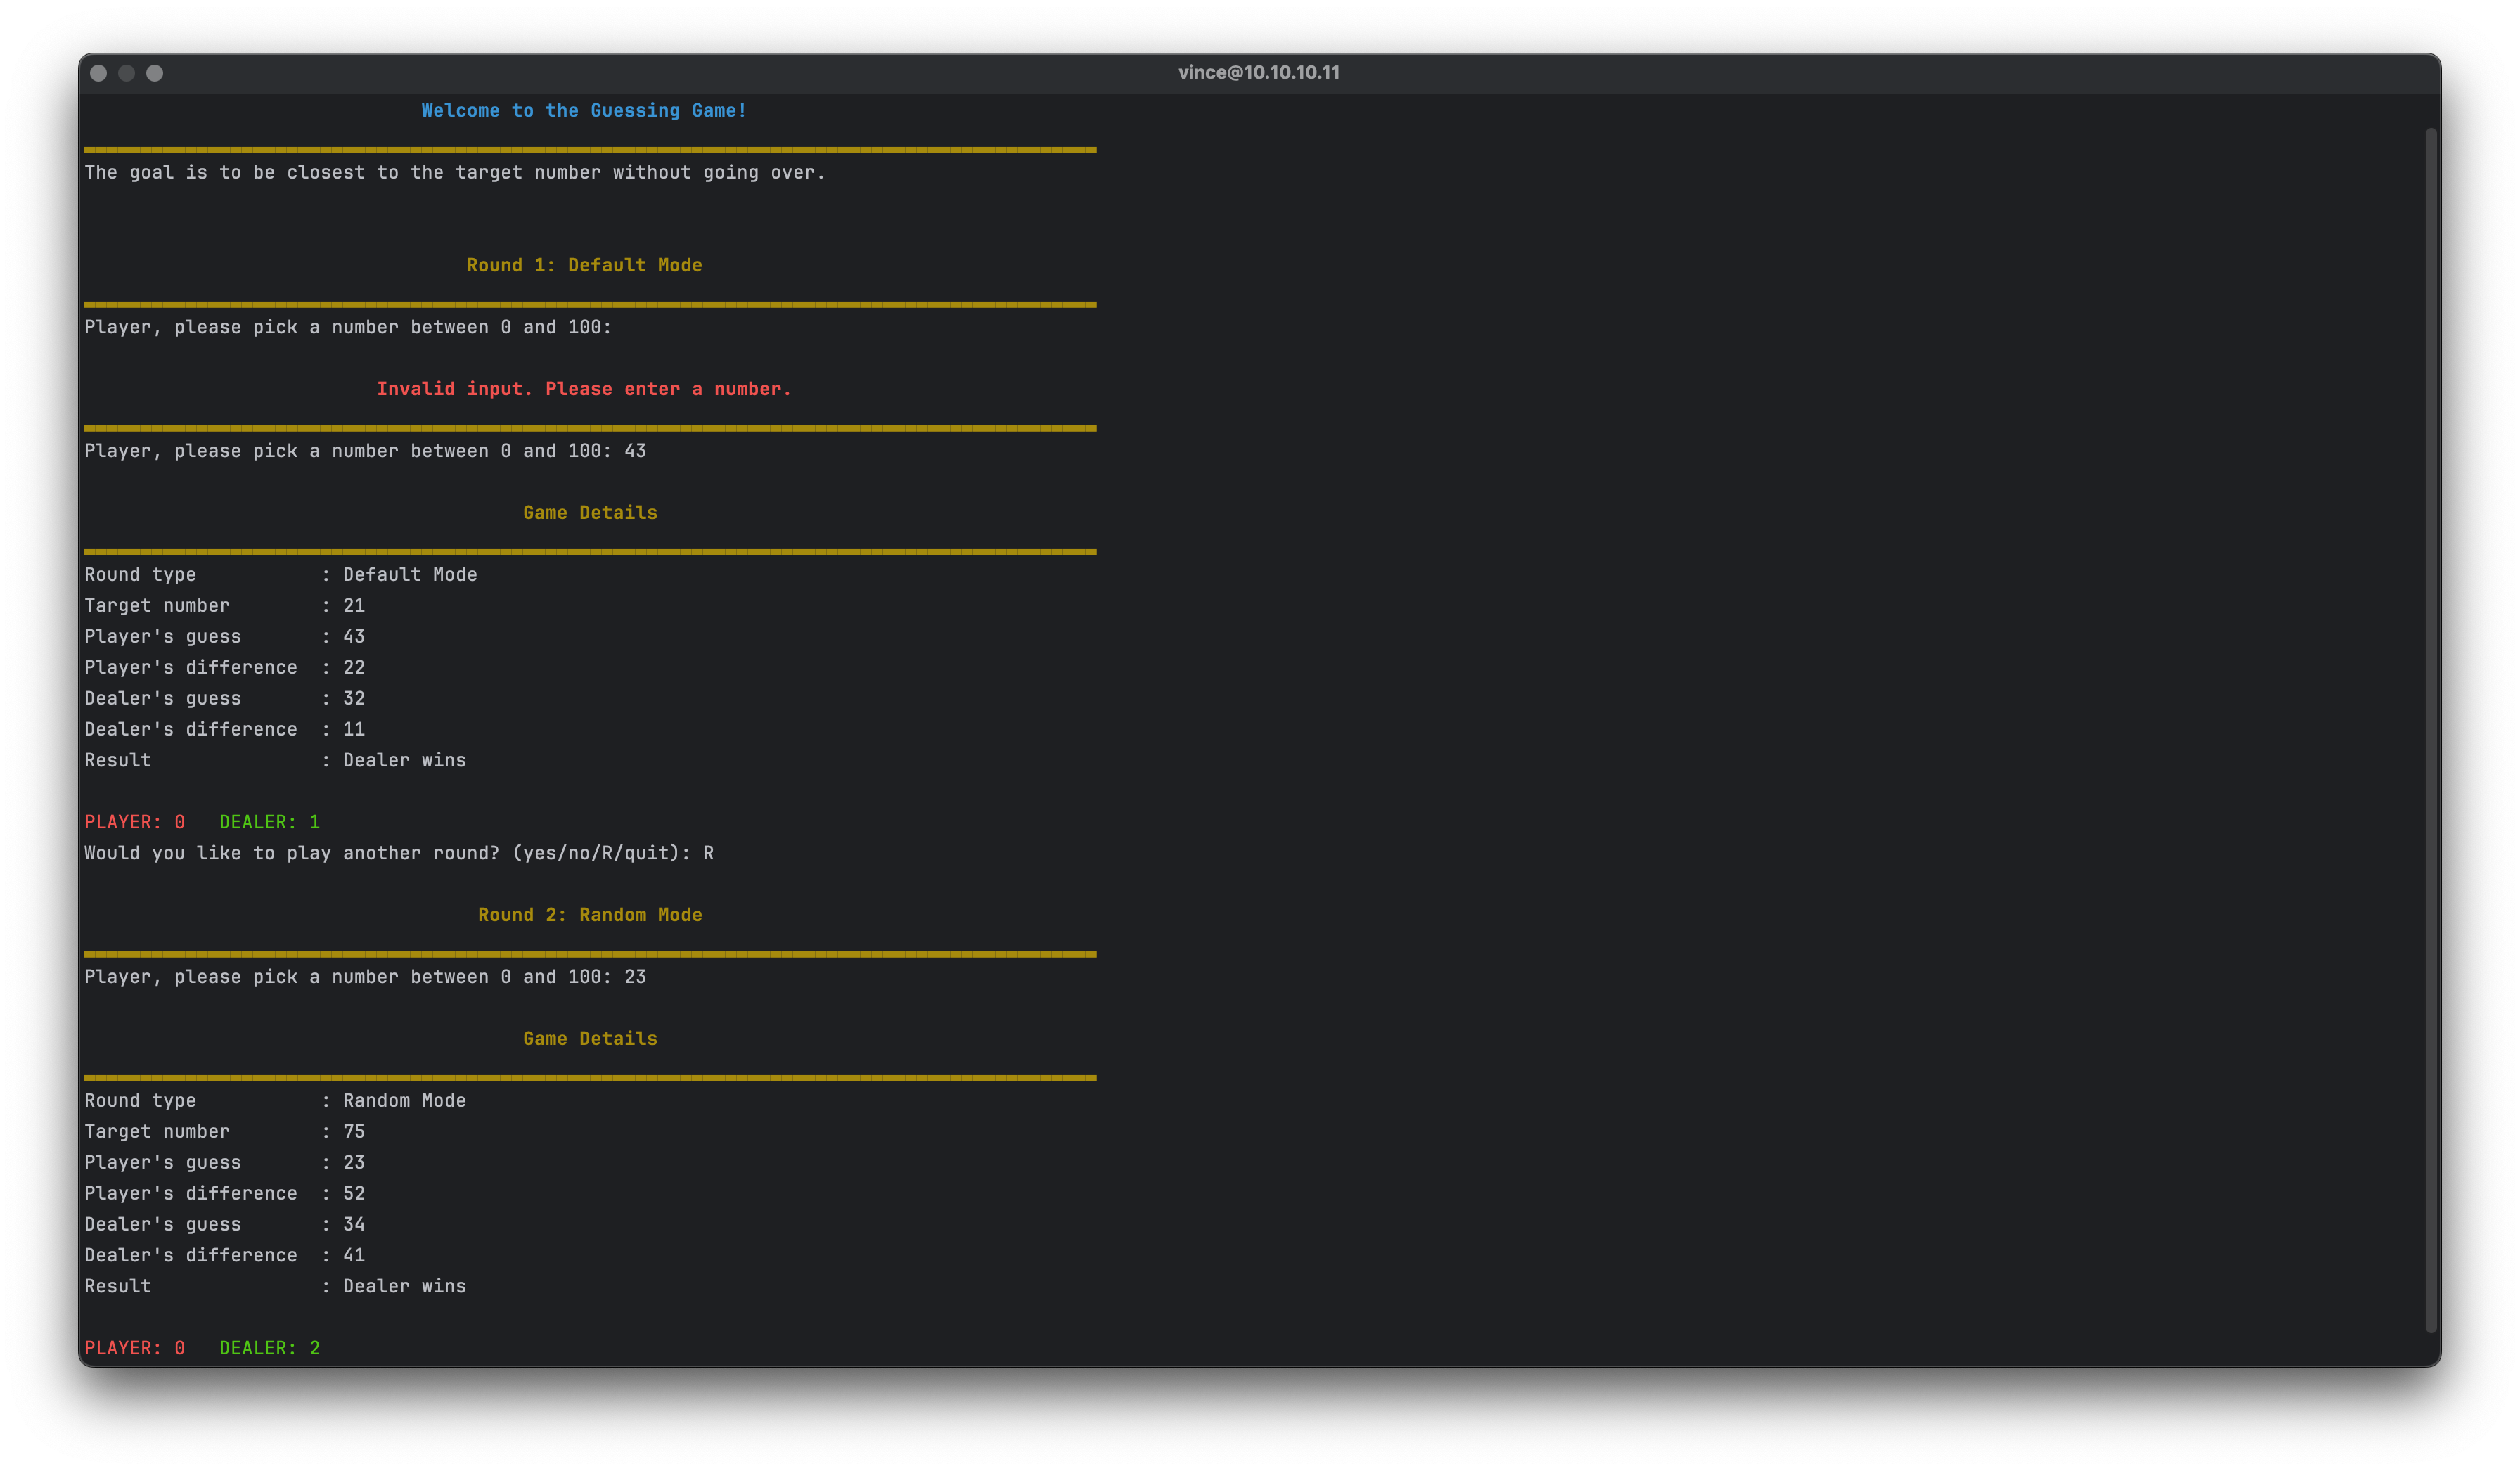 vince@10.10.10.11
Welcome to the Guessing Game!
The goal is to be closest to the target number without going over.
Round 1: Default Mode
Player, please pick a number between 0 and 100:
Invalid input. Please enter a number.
Player, please pick a number between 0 and 100: 43
Game Details
Round type : Default Mode
Target number : 21
Player's guess : 43
Player's difference : 22
Dealer's guess : 32
Dealer's difference : 11
Result : Dealer wins
PLAYER: 0 DEALER: 1
Would you like to play another round? (yes/no/R/quit): R
Round 2: Random Mode
Player, please pick a number between 0 and 100: 23
Game Details
Round type : Random Mode
Target number : 75
Player's guess : 23
Player's difference : 52
Dealer's guess : 34
Dealer's difference : 41
Result : Dealer wins
PLAYER: 0 DEALER: 2